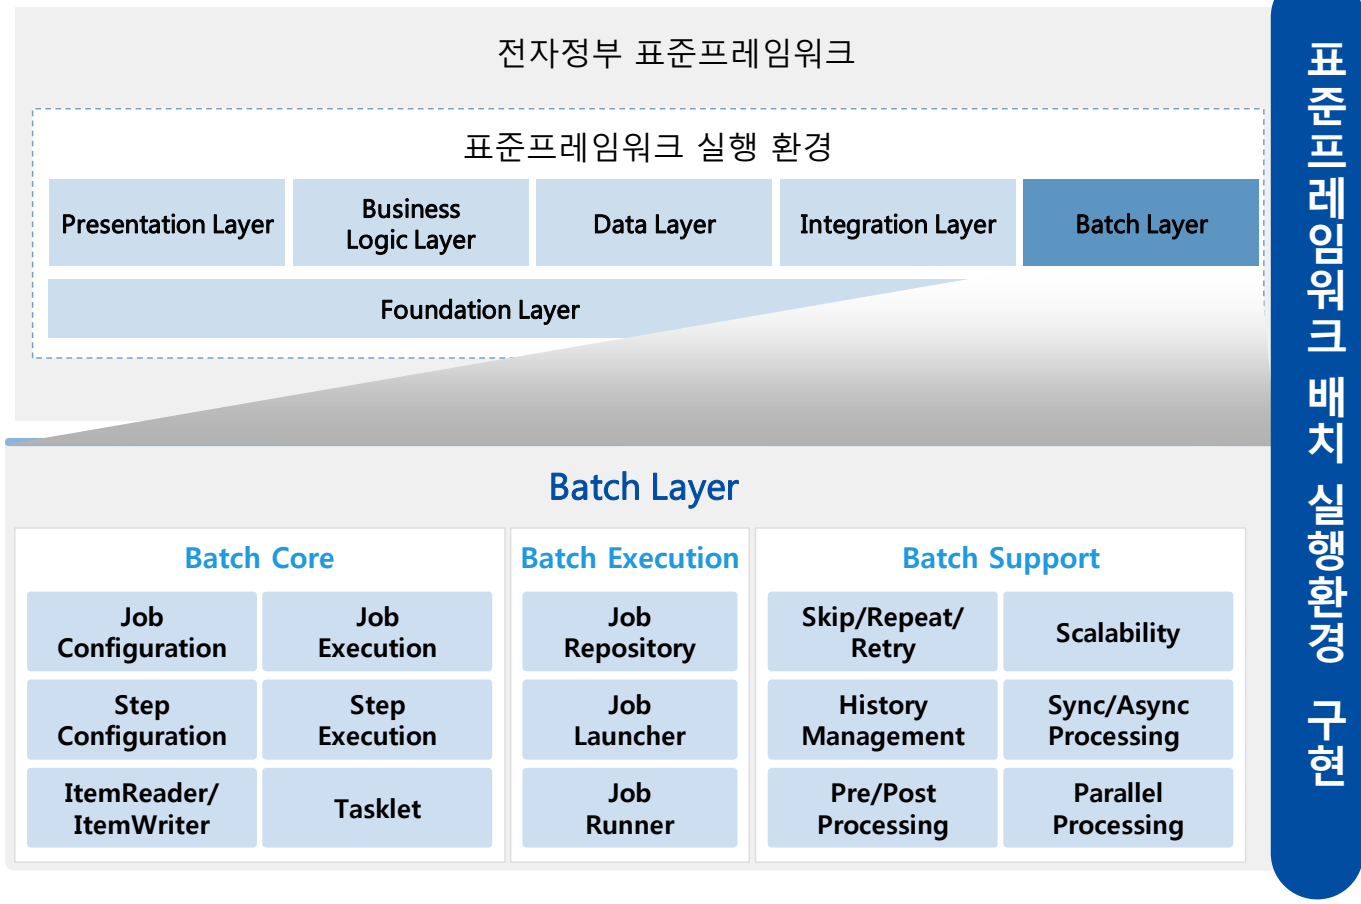 전자정부 표준프레임워크
표준프레임워크 실행 환경
Presentation Layer
Business
Logic Layer
Data Layer
Integration Layer
Batch Layer
Foundation Layer
Batch Layer
Batch Core
Job
Configuration
Job
Execution
Step
Configuration
Step
Execution
ItemReader/
ItemWriter
Tasklet
Batch Execution
Job
Repository
Job
Launcher
Job
Runner
Batch Support
Skip/Repeat/
Retry
Scalability
History
Management
Sync/Async
Processing
Pre/Post
Processing
Parallel
Processing
표준프레임워크 배치 실행환경 구현